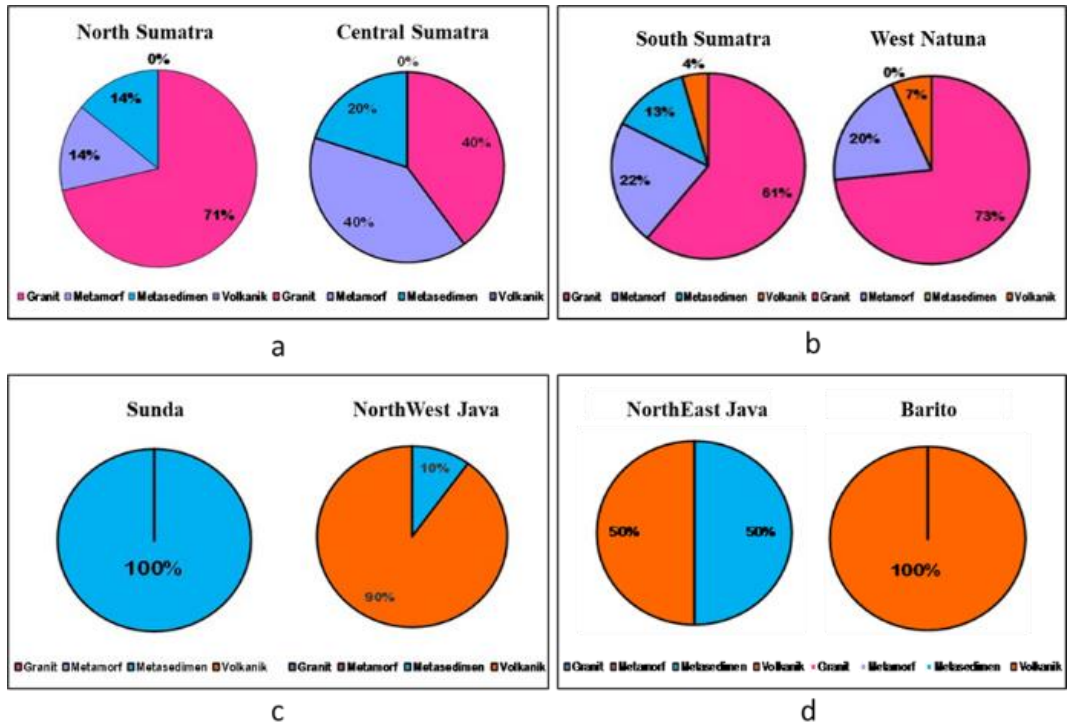 North Sumatra
Central Sumatra
0%
14%
14%
71%
0%
20%
40%
40%
Granit Metamorf Metasedimen Volkanik Granit Metamorf Metasedimen Volkanik
a
South Sumatra
West Natuna
4%
13%
22%
61%
0%
7%
20%
73%
Granit Metamorf Metasedimen Volkanik Granit Metamorf Metasedimen Volkanik
b
Sunda
NorthWest Java
100%
10%
90%
Granit Metamorf Metasedimen Volkanik Granit Metamorf Metasedimen Volkanik
c
NorthEast Java
Barito
50%
50%
100%
Granit Metamorf Metasedimen Volkanik Granit Metamorf Metasedimen Volkanik
d